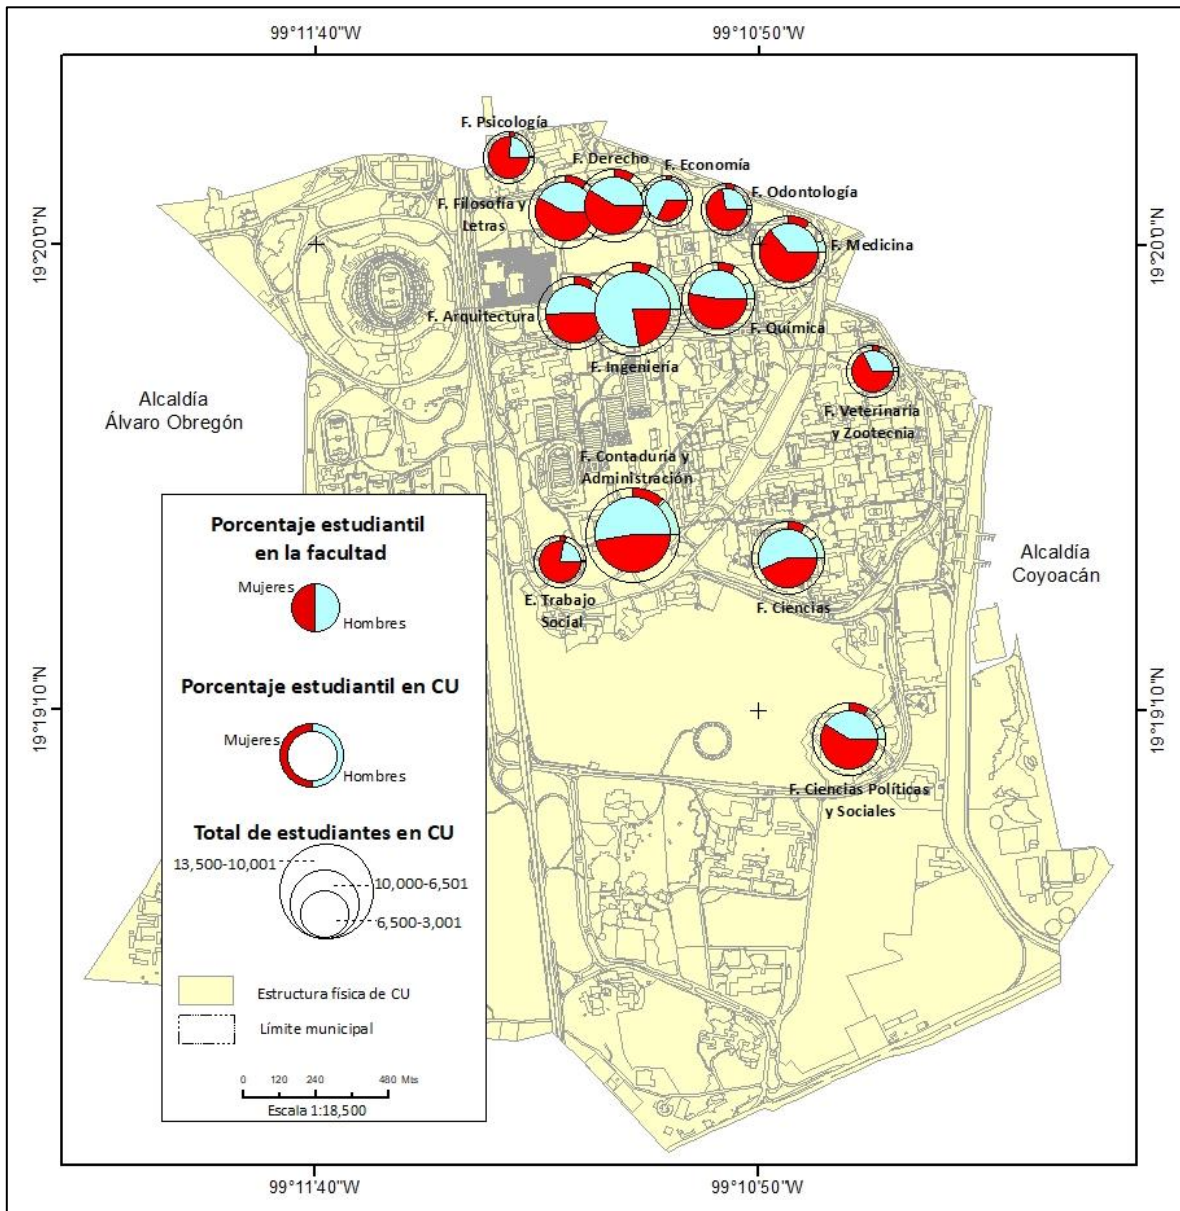 99°11'40"W
99°10'50"W
F. Psicología
F. Derecho
F. Economía
F. Odontología
F. Filosofía y
Letras
F. Medicina
19°20'0"N
19°20'0"N
F. Arquitectura
F. Química
F. Ingeniería
Alcaldía
Álvaro Obregón
F. Veterinaria
y Zootecnia
F. Contaduría y
Administración
Alcaldía
Coyoacán
E. Trabajo
Social
F. Ciencias
Porcentaje estudiantil
en la facultad
Mujeres
Hombres
Porcentaje estudiantil en CU
Mujeres
Hombres
19°19'10"N
19°19'10"N
F. Ciencias Políticas
y Sociales
Total de estudiantes en CU
13,500-10,001
10,000-6,501
6,500-3,001
Estructura física de CU
Límite municipal
0 120 240 480 Mts
Escala 1:18,500
99°11'40"W
99°10'50"W